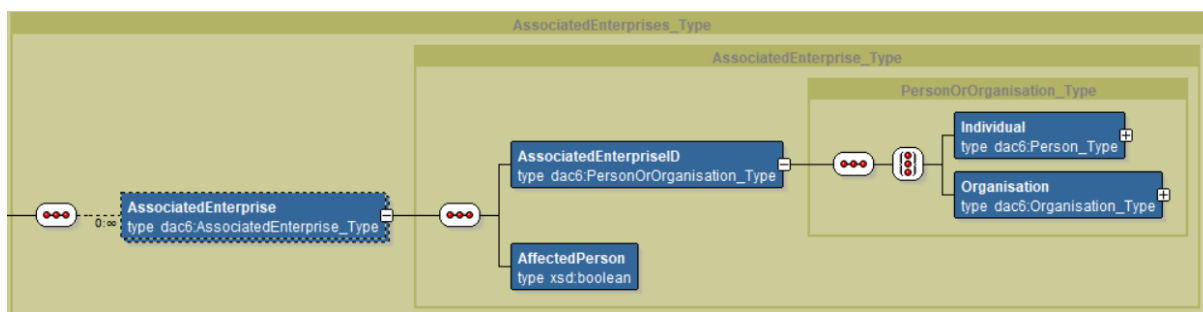 AssociatedEnterprises_Type
AssociatedEnterprise_Type
PersonOrOrganisation_Type
Individual
type dac6:Person_Type
AssociatedEnterpriseID
type dac6:PersonOrOrganisation_Type
Organisation
type dac6:Organisation_Type
AssociatedEnterprise
type dac6:AssociatedEnterprise_Type
0:∞
AffectedPerson
type xsd:boolean